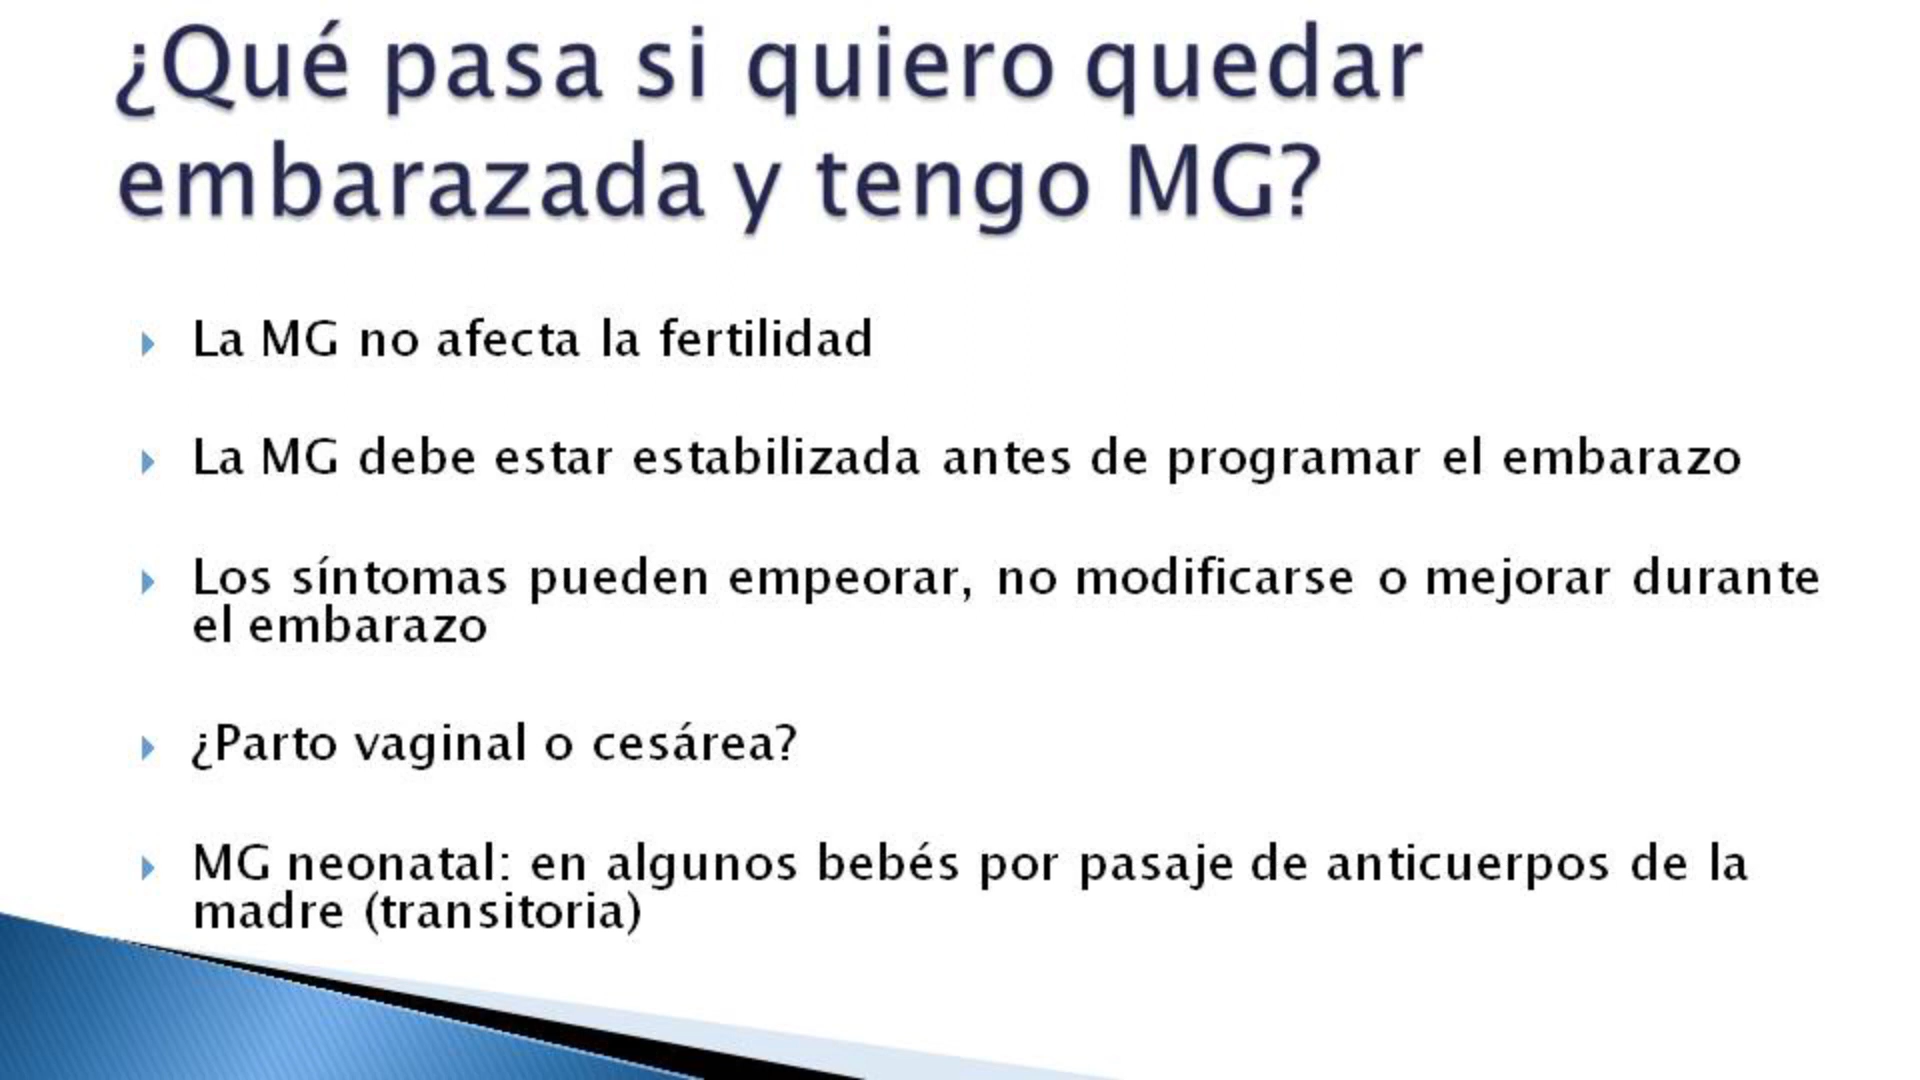 ¿Qué pasa si quiero quedar
embarazada y tengo MG?
La MG no afecta la fertilidad
La MG debe estar estabilizada antes de programar el embarazo
Los síntomas pueden empeorar, no modificarse o mejorar durante
el embarazo
¿Parto vaginal o cesárea?
MG neonatal: en algunos bebés por pasaje de anticuerpos de la
madre (transitoria)